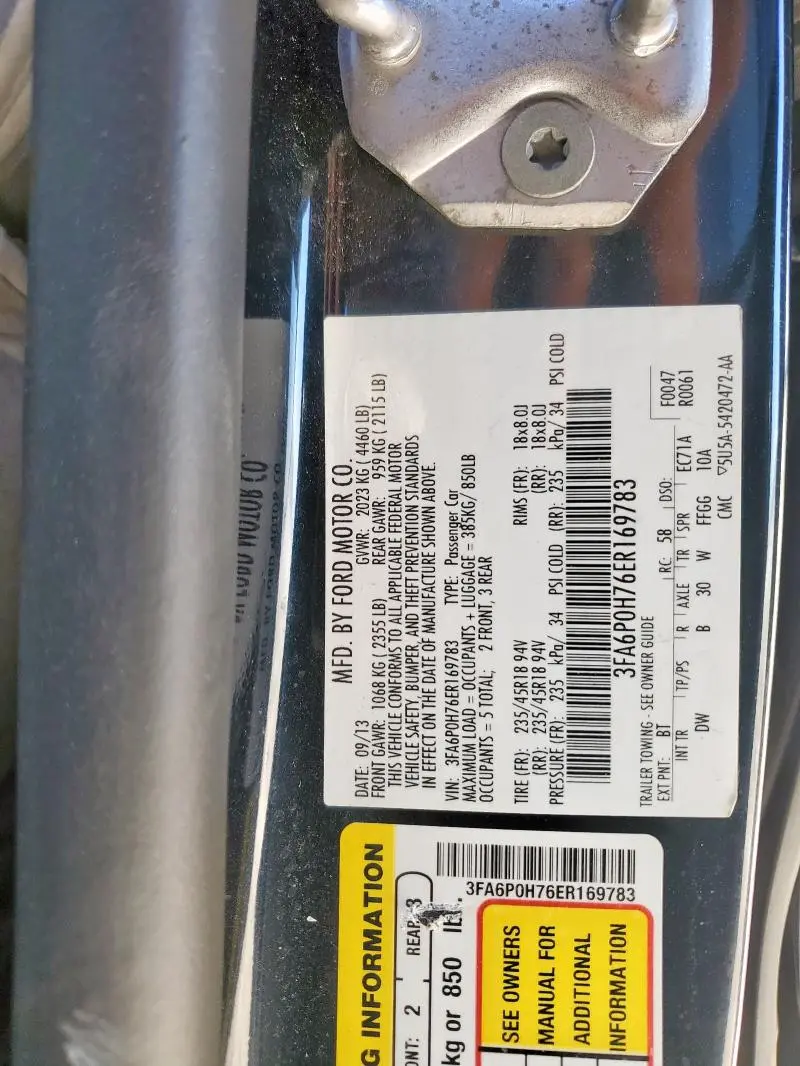 MFD. BY FORD MOTOR CO.
DATE: 09/13 GVWR: 2023 KG ( 4460 LB)
FRONT GAWR: 1068 KG ( 2355 LB) REAR GAWR: 959 KG ( 2115 LB)
THIS VEHICLE CONFORMS TO ALL APPLICABLE FEDERAL MOTOR
VEHICLE SAFETY, BUMPER, AND THEFT PREVENTION STANDARDS
IN EFFECT ON THE DATE OF MANUFACTURE SHOWN ABOVE.
VIN: 3FA6P0H76ER169783 TYPE: Passenger Car
MAXIMUM LOAD = OCCUPANTS + LUGGAGE = 385KG/ 850LB
OCCUPANTS = 5 TOTAL: 2 FRONT, 3 REAR
TIRE (FR): 235/45R18 94V RIMS (FR): 18x8.0J
(RR): 235/45R18 94V (RR): 18x8.0J
PRESSURE (FR): 235 kPa/ 34 PSI COLD (RR): 235 kPa/ 34 PSI COLD
3FA6P0H76ER169783
TRAILER TOWING - SEE OWNER GUIDE
EXT PNT: BT RC: 58 DSO: F0047
R0061
INT TR TP/PS R AXLE TR SPR EC71A
DW B 30 W FFGG 10A
CMC ▽5U5A-5420472-AA
G INFORMATION
ONT: 2 REAR 3
kg or 850
3FA6P0H76ER169783
SEE OWNERS
MANUAL FOR
ADDITIONAL
INFORMATION